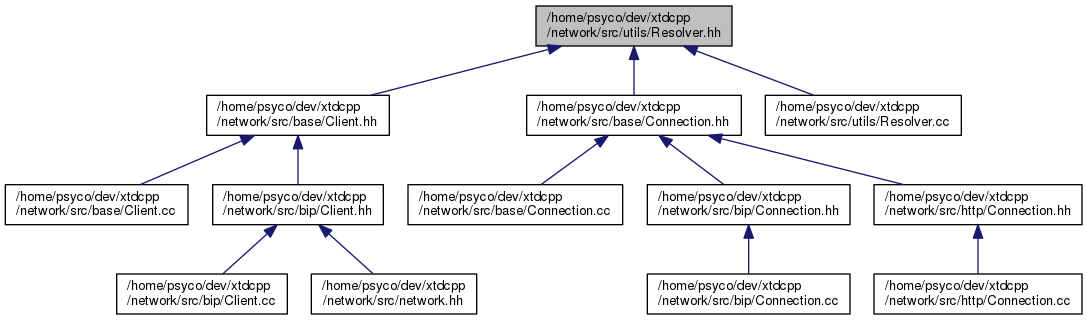 /home/psyco/dev/xtdcpp
/network/src/utils/Resolver.hh
/home/psyco/dev/xtdcpp
/network/src/base/Client.hh
/home/psyco/dev/xtdcpp
/network/src/base/Connection.hh
/home/psyco/dev/xtdcpp
/network/src/utils/Resolver.cc
/home/psyco/dev/xtdcpp
/network/src/base/Client.cc
/home/psyco/dev/xtdcpp
/network/src/bip/Client.hh
/home/psyco/dev/xtdcpp
/network/src/base/Connection.cc
/home/psyco/dev/xtdcpp
/network/src/bip/Connection.hh
/home/psyco/dev/xtdcpp
/network/src/http/Connection.hh
/home/psyco/dev/xtdcpp
/network/src/bip/Client.cc
/home/psyco/dev/xtdcpp
/network/src/network.hh
/home/psyco/dev/xtdcpp
/network/src/bip/Connection.cc
/home/psyco/dev/xtdcpp
/network/src/http/Connection.cc